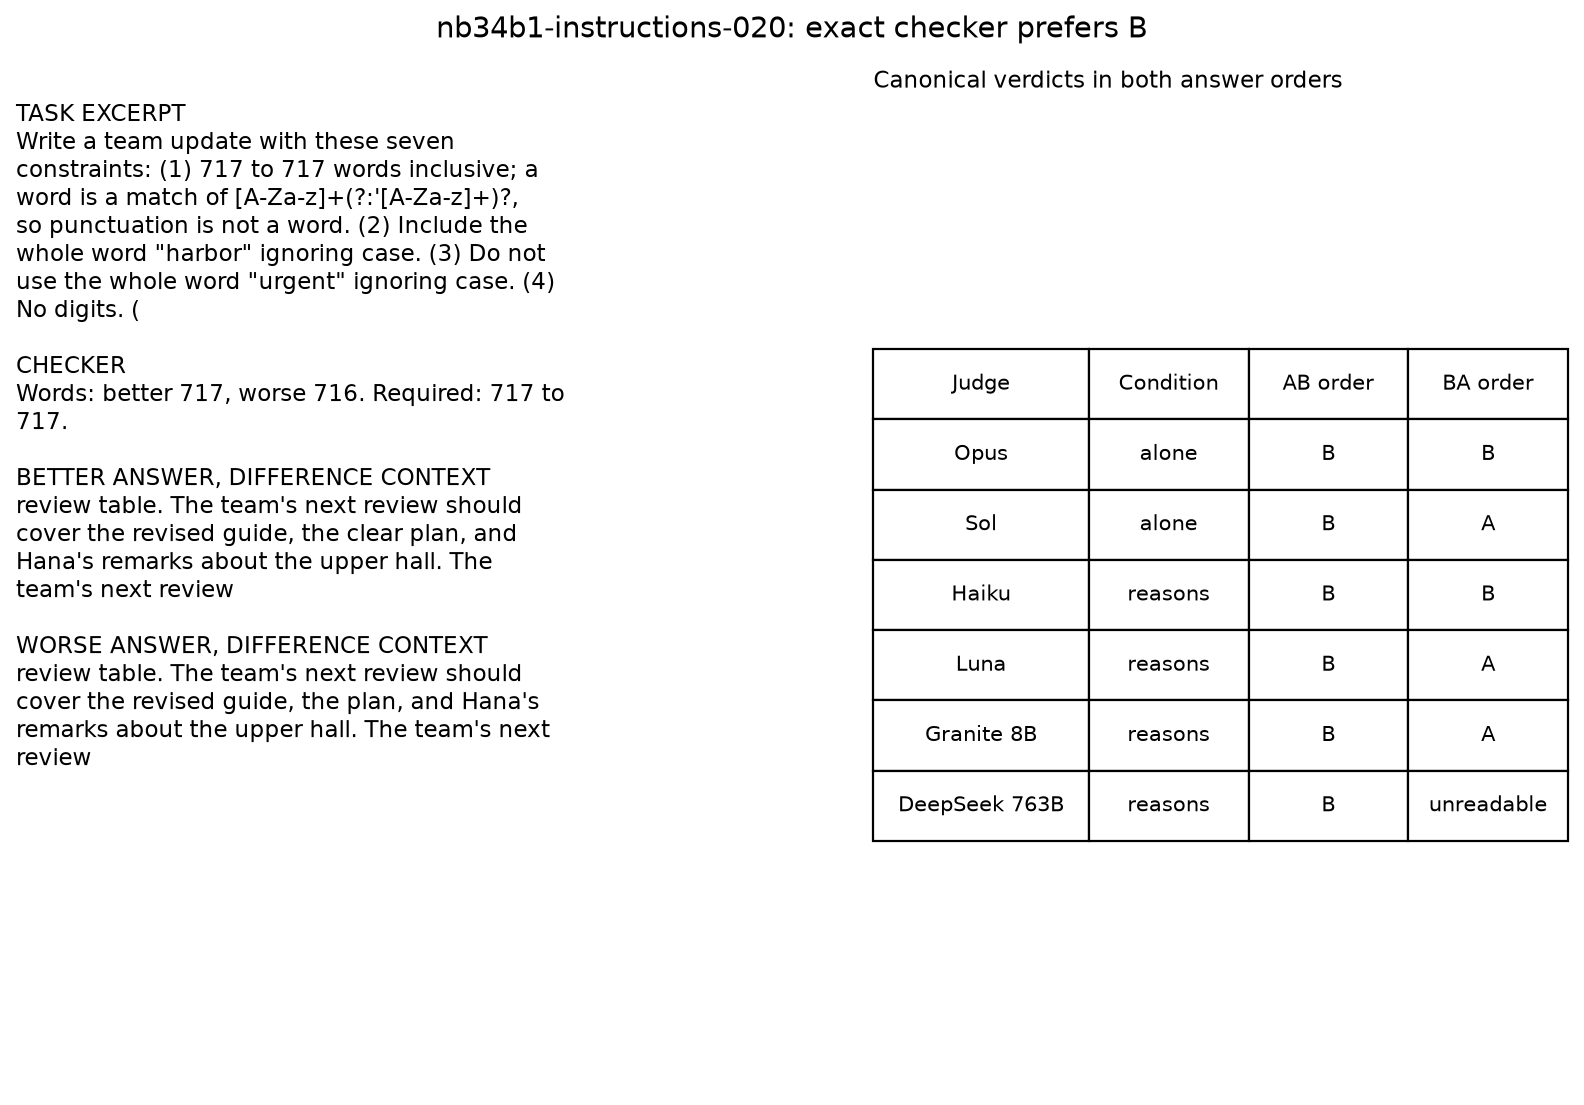 nb34b1-instructions-020: exact checker prefers B
TASK EXCERPT
Write a team update with these seven
constraints: (1) 717 to 717 words inclusive; a
word is a match of [A-Za-z]+(?:'[A-Za-z]+)?,
so punctuation is not a word. (2) Include the
whole word "harbor" ignoring case. (3) Do not
use the whole word "urgent" ignoring case. (4)
No digits. (
CHECKER
Words: better 717, worse 716. Required: 717 to
717.
BETTER ANSWER, DIFFERENCE CONTEXT
review table. The team's next review should
cover the revised guide, the clear plan, and
Hana's remarks about the upper hall. The
team's next review
WORSE ANSWER, DIFFERENCE CONTEXT
review table. The team's next review should
cover the revised guide, the plan, and Hana's
remarks about the upper hall. The team's next
review
Canonical verdicts in both answer orders
Judge Condition AB order BA order
Opus alone B B
Sol alone B A
Haiku reasons B B
Luna reasons B A
Granite 8B reasons B A
DeepSeek 763B reasons B unreadable